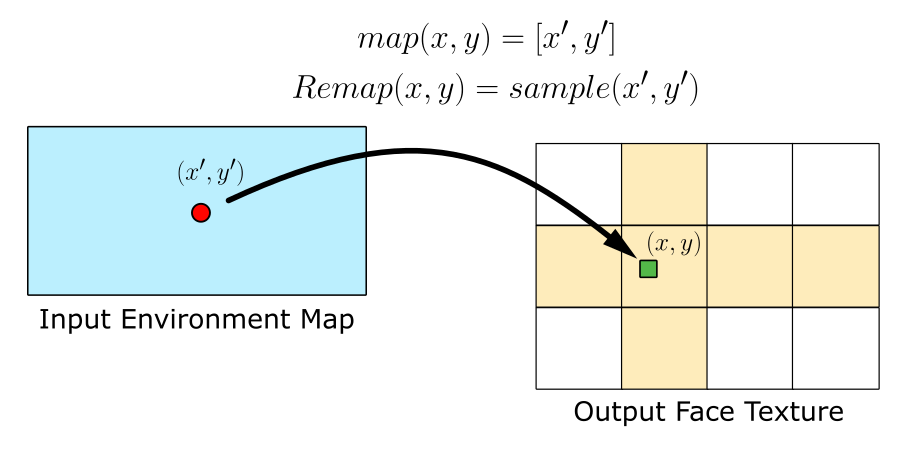 map(x, y) = [x′, y′]
Remap(x, y) = sample(x′, y′)
(x′, y′)
(x, y)
Input Environment Map
Output Face Texture